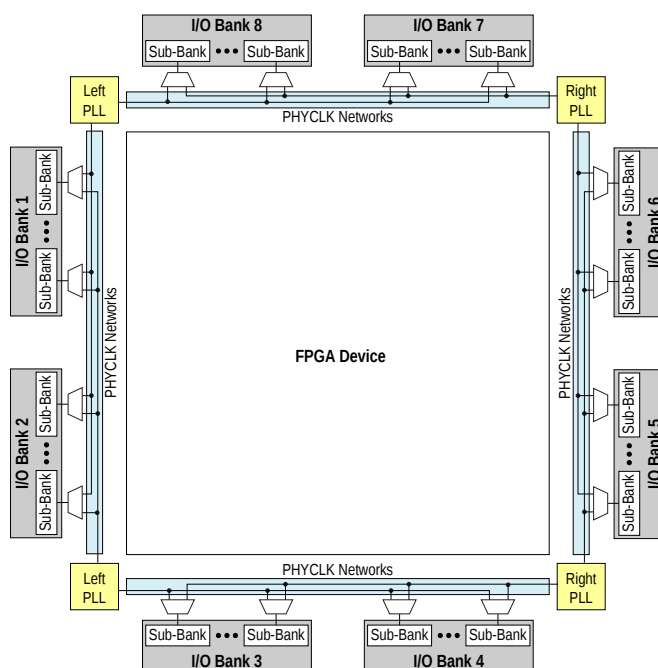 I/O Bank 8
Sub-Bank ••• Sub-Bank
I/O Bank 7
Sub-Bank ••• Sub-Bank
Left
PLL
Right
PLL
PHYCLK Networks
I/O Bank 1
Sub-Bank ••• Sub-Bank
I/O Bank 2
Sub-Bank ••• Sub-Bank
PHYCLK Networks
FPGA Device
PHYCLK Networks
I/O Bank 6
Sub-Bank ••• Sub-Bank
I/O Bank 5
Sub-Bank ••• Sub-Bank
PHYCLK Networks
Left
PLL
Right
PLL
Sub-Bank ••• Sub-Bank
I/O Bank 3
Sub-Bank ••• Sub-Bank
I/O Bank 4